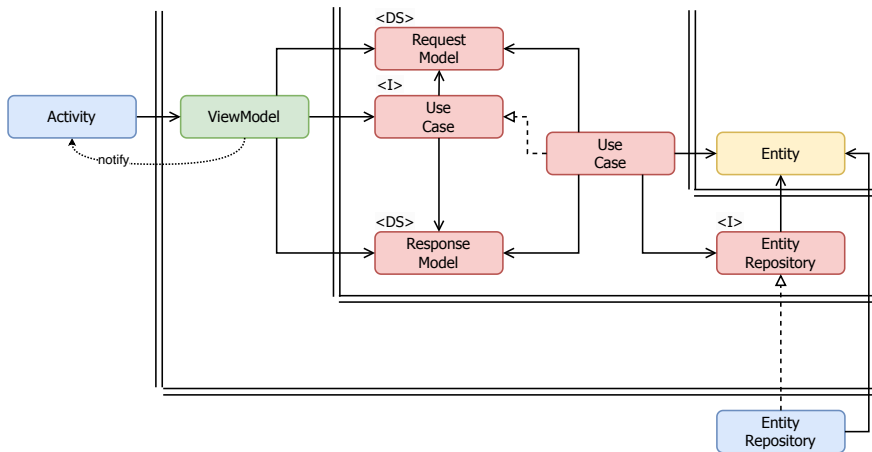 <DS>
Request
Model
<I>
Activity
ViewModel
Use
Case
notify
Use
Case
Entity
<DS>
Response
Model
<I>
Entity
Repository
Entity
Repository